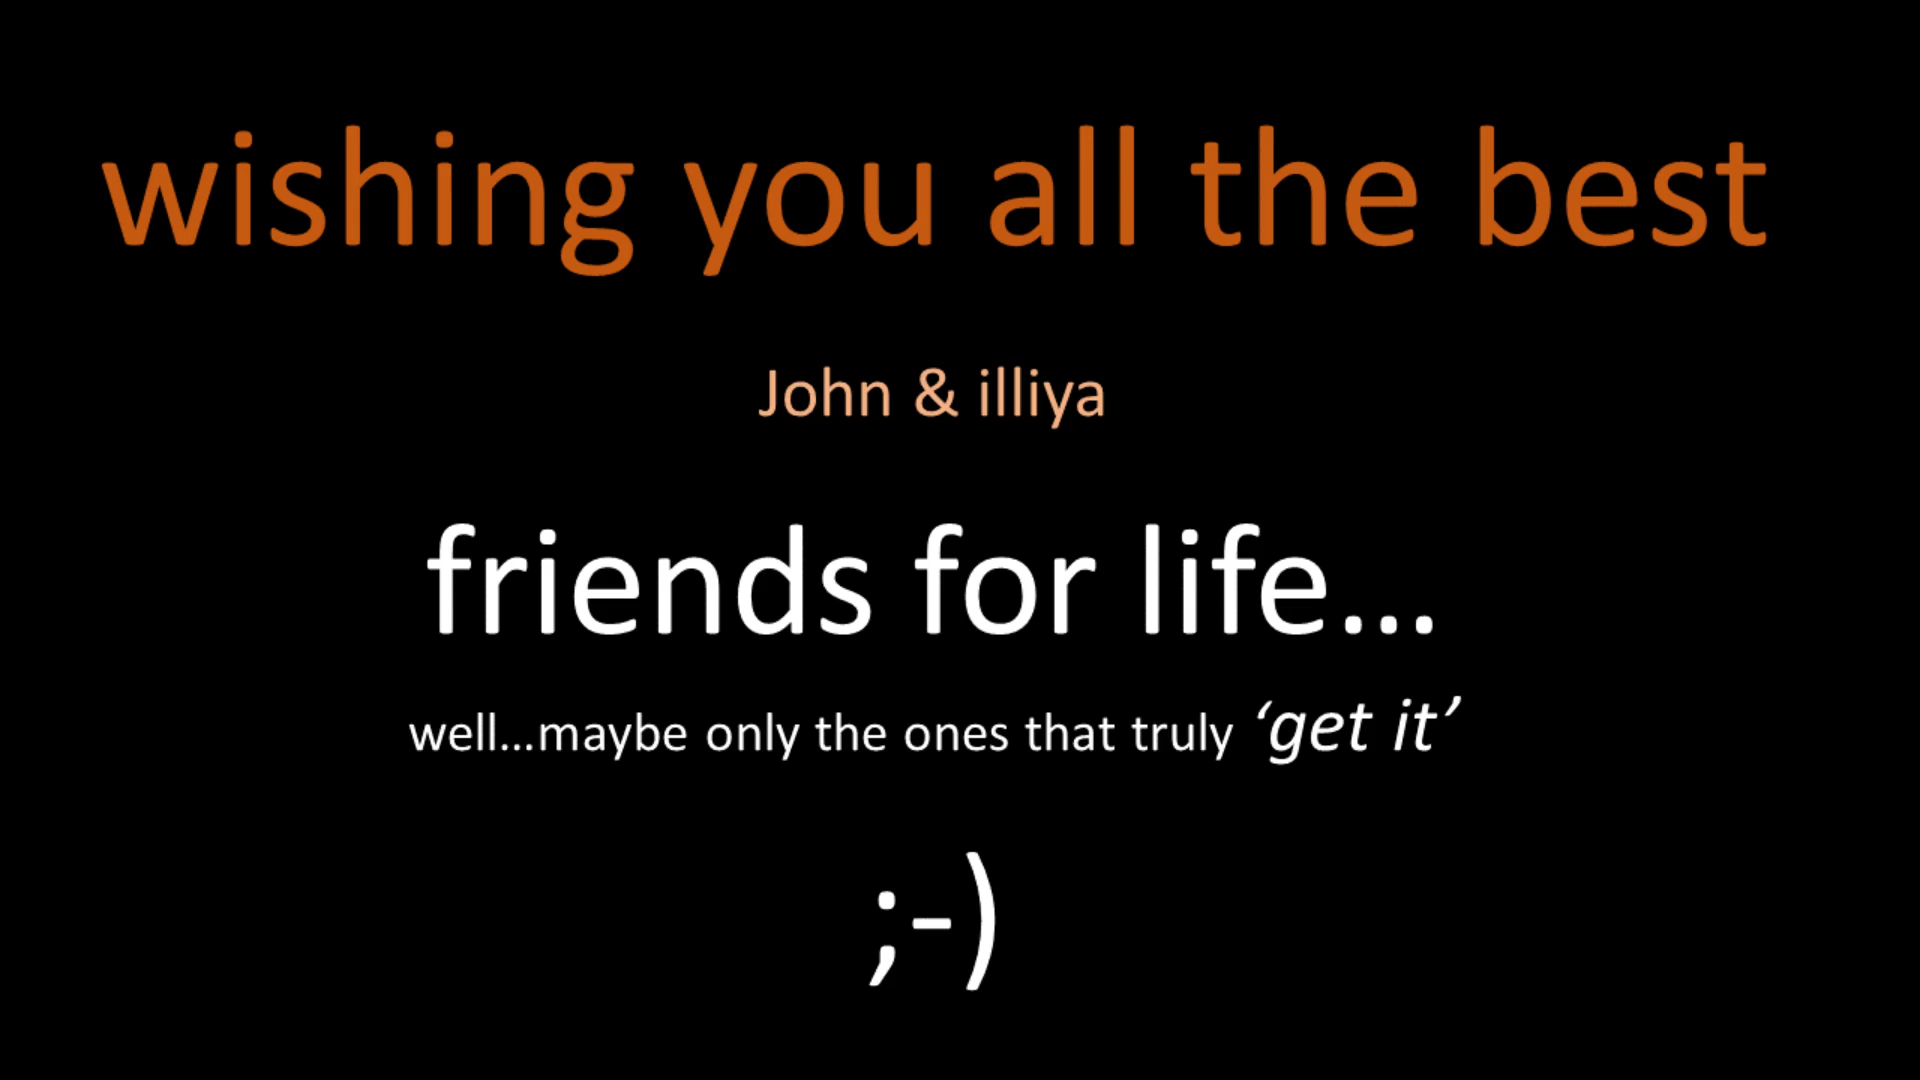 wishing you all the best
John & illiya
friends for life...
well...maybe only the ones that truly ‘get it’
;-)